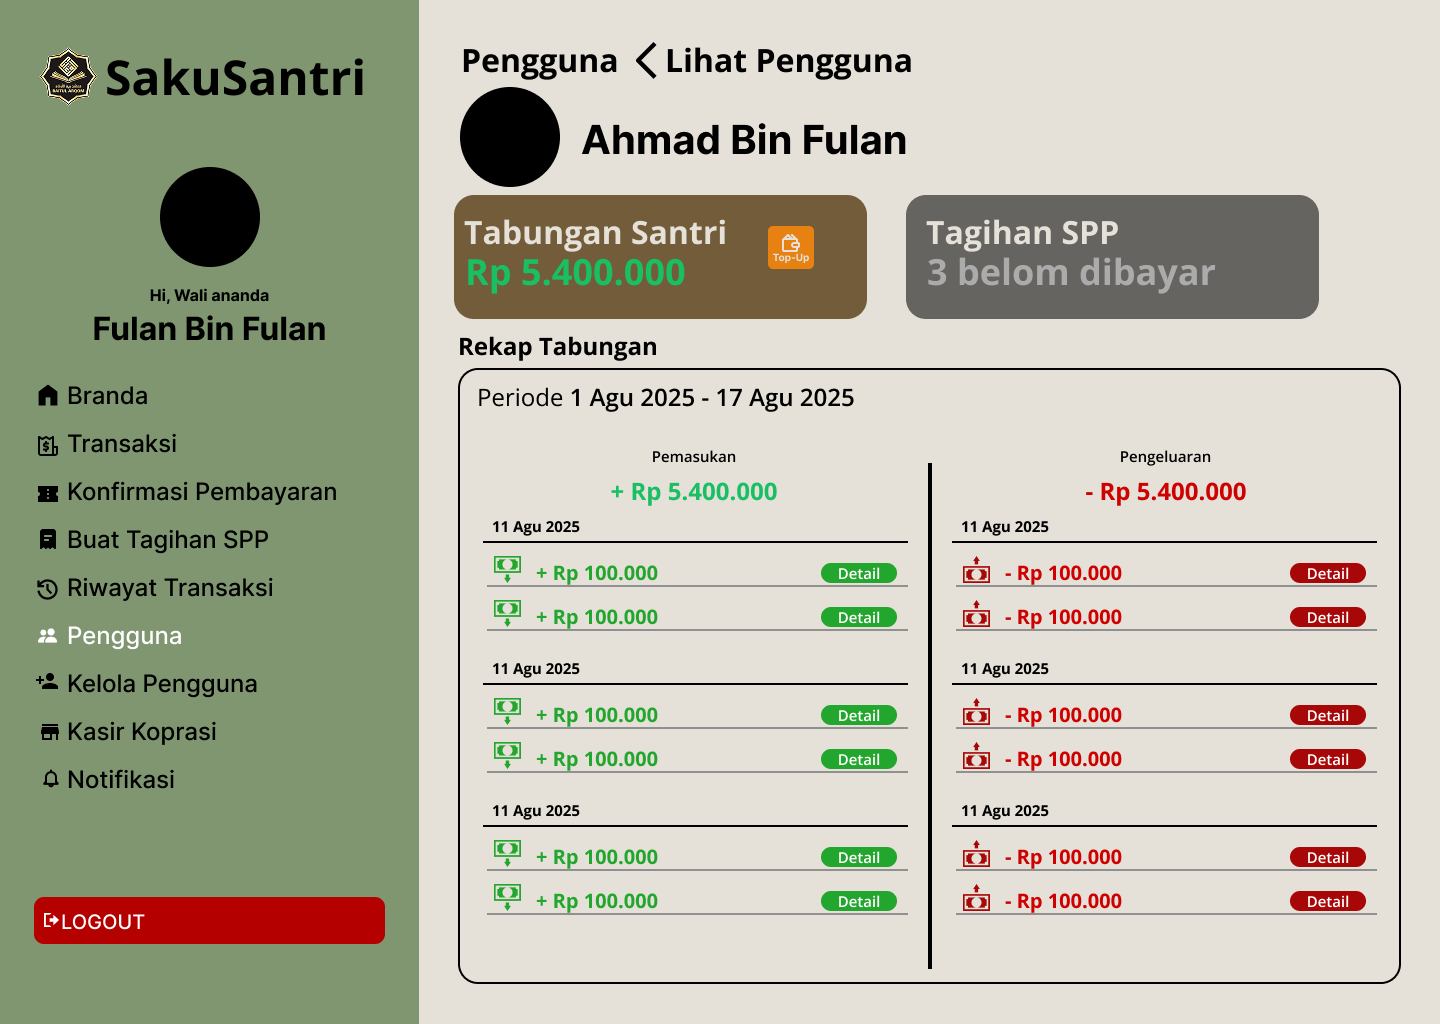 SakuSantri
Hi, Wali ananda
Fulan Bin Fulan
Branda
Transaksi
Konfirmasi Pembayaran
Buat Tagihan SPP
Riwayat Transaksi
Pengguna
Kelola Pengguna
Kasir Koprasi
Notifikasi
LOGOUT
Pengguna Lihat Pengguna
Ahmad Bin Fulan
Tabungan Santri
Rp 5.400.000
Top-Up
Tagihan SPP
3 belom dibayar
Rekap Tabungan
Periode 1 Agu 2025 - 17 Agu 2025
Pemasukan
+ Rp 5.400.000
11 Agu 2025
+ Rp 100.000 Detail
+ Rp 100.000 Detail
11 Agu 2025
+ Rp 100.000 Detail
+ Rp 100.000 Detail
11 Agu 2025
+ Rp 100.000 Detail
+ Rp 100.000 Detail
Pengeluaran
- Rp 5.400.000
11 Agu 2025
- Rp 100.000 Detail
- Rp 100.000 Detail
11 Agu 2025
- Rp 100.000 Detail
- Rp 100.000 Detail
11 Agu 2025
- Rp 100.000 Detail
- Rp 100.000 Detail